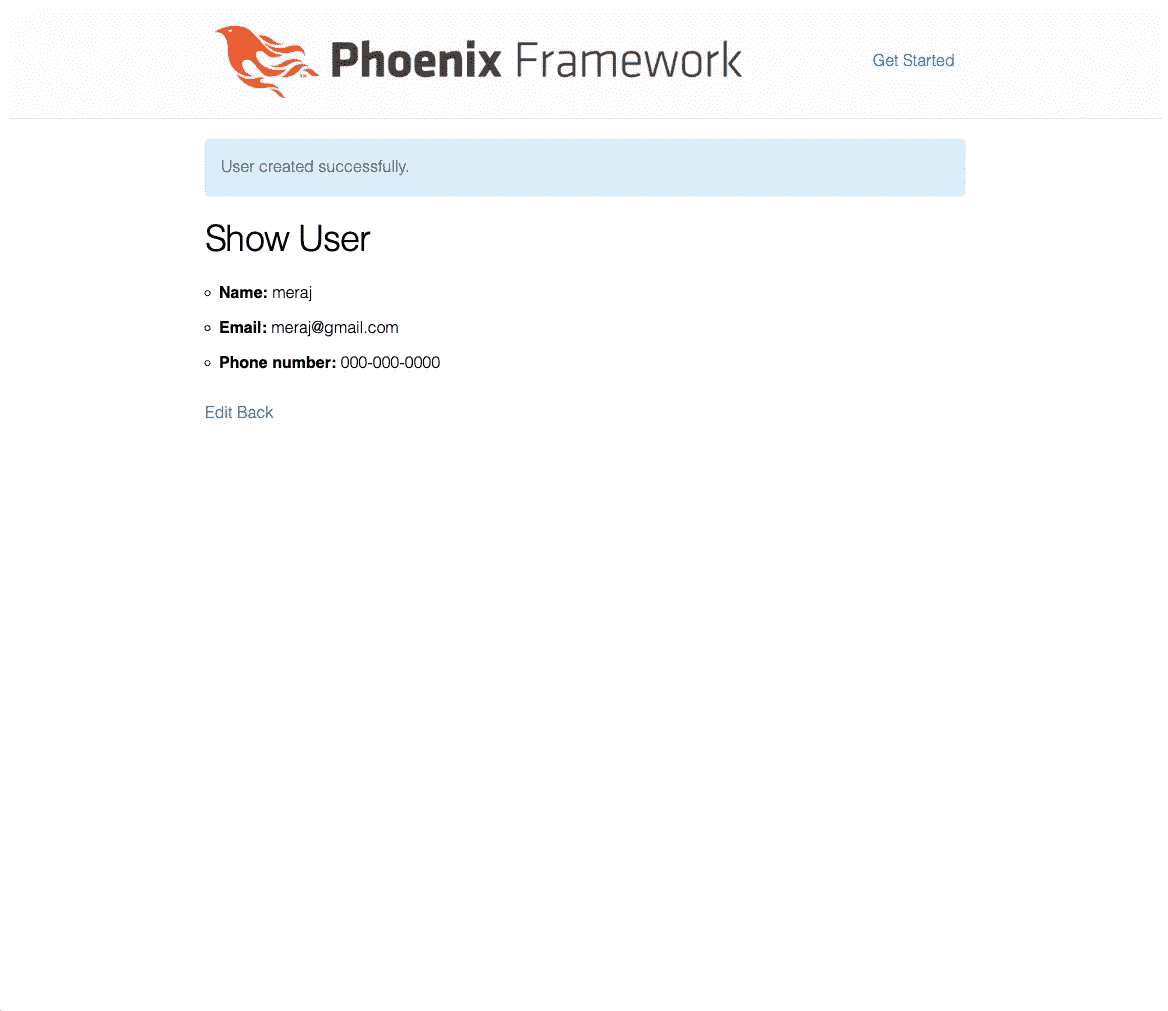 Phoenix Framework
Get Started
User created successfully.
Show User
Name: meraj
Email: meraj@gmail.com
Phone number: 000-000-0000
Edit Back